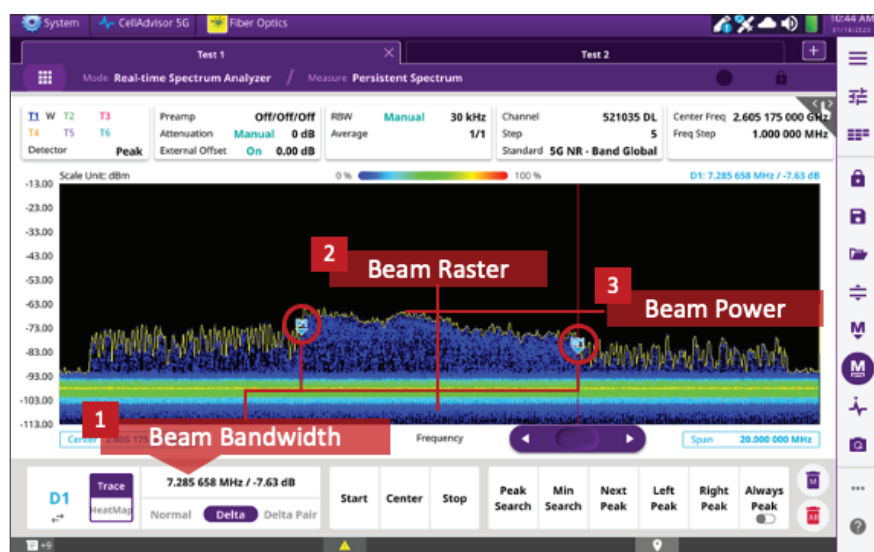 System CellAdvisor 5G Fiber Optics 10:44 AM
Test 1 Test 2
Mode Real-time Spectrum Analyzer / Measure Persistent Spectrum
T1 W T2 T3
T4 T5 T6
Detector Peak
Preamp Off/Off/Off
Attenuation Manual 0 dB
External Offset On 0.00 dB
RBW Manual 30 kHz
Average 1/1
Channel 521035 DL
Step 5
Standard 5G NR - Band Global
Center Freq 2.605 175 000 GHz
Freq Step 1.000 000 MHz
Scale Unit: dBm 0 % 100 % D1: 7.285 658 MHz / -7.63 dB
-13.00
-23.00
-33.00
-43.00
-53.00
-63.00
-73.00
-83.00
-93.00
-103.00
-113.00
2 Beam Raster
3 Beam Power
1 Beam Bandwidth
Center 2.605 175
Frequency
Span 20.000 000 MHz
D1
Trace
HeatMap
7.285 658 MHz / -7.63 dB
Normal Delta Delta Pair
Start Center Stop
Peak Search
Min Search
Next Peak
Left Peak
Right Peak
Always Peak
M
M
M
AB
+9